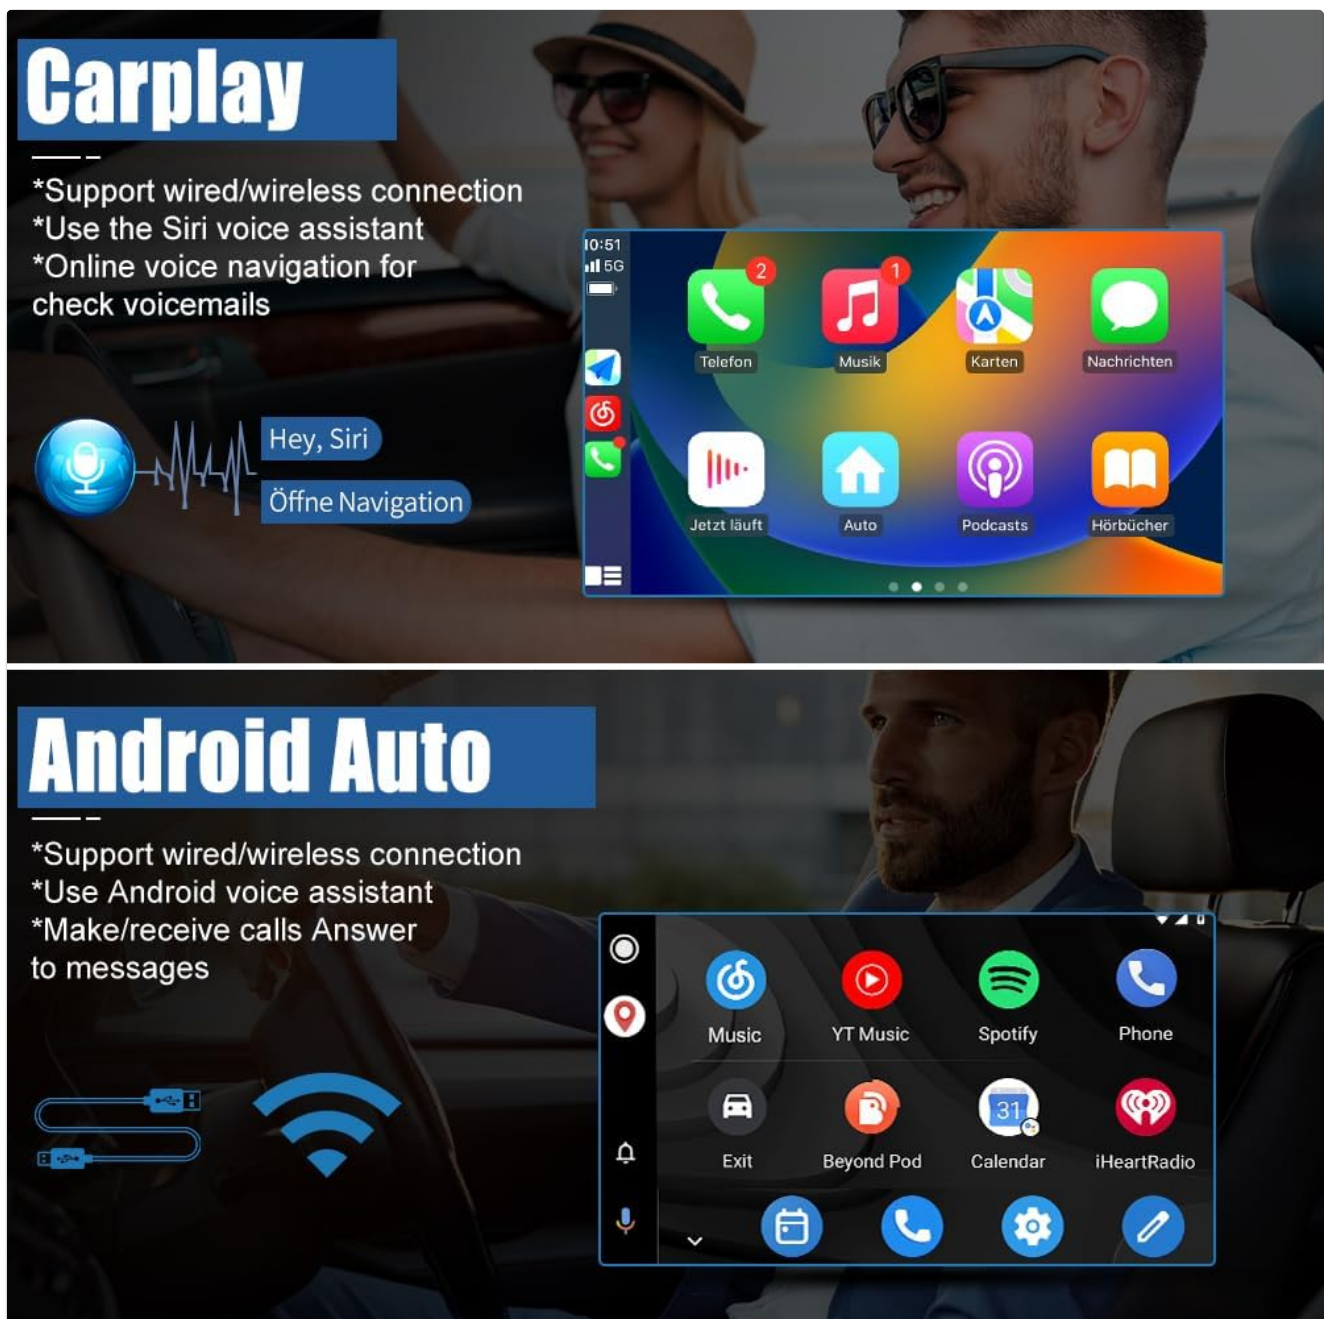 Carplay
*Support wired/wireless connection
*Use the Siri voice assistant
*Online voice navigation for
check voicemails
Hey, Siri
Öffne Navigation
10:51
5G
2
1
Telefon
Musik
Karten
Nachrichten
Jetzt läuft
Auto
Podcasts
Hörbücher
Android Auto
*Support wired/wireless connection
*Use Android voice assistant
*Make/receive calls Answer
to messages
Music
YT Music
Spotify
Phone
31
Exit
Beyond Pod
Calendar
iHeartRadio